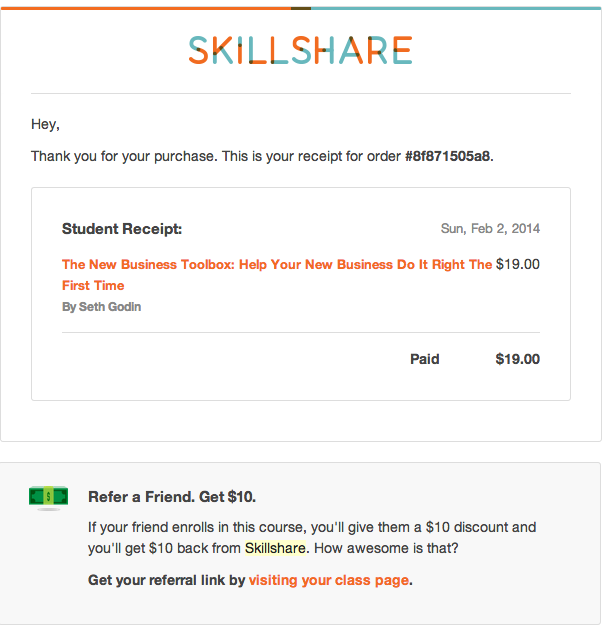 SKILLSHARE
Hey,
Thank you for your purchase. This is your receipt for order #8f871505a8.
Student Receipt: Sun, Feb 2, 2014
The New Business Toolbox: Help Your New Business Do It Right The $19.00
First Time
By Seth Godin
Paid $19.00
Refer a Friend. Get $10.
If your friend enrolls in this course, you'll give them a $10 discount and
you'll get $10 back from Skillshare. How awesome is that?
Get your referral link by visiting your class page.